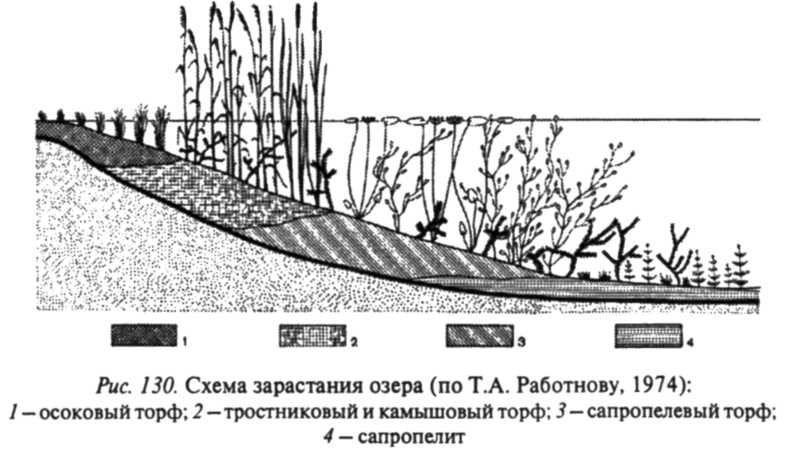 1 2 3 4
Рис. 130. Схема зарастания озера (по Т.А. Работнову, 1974):
1 – осоковый торф; 2 – тростниковый и камышовый торф; 3 – сапропелевый торф;
4 – сапропелит